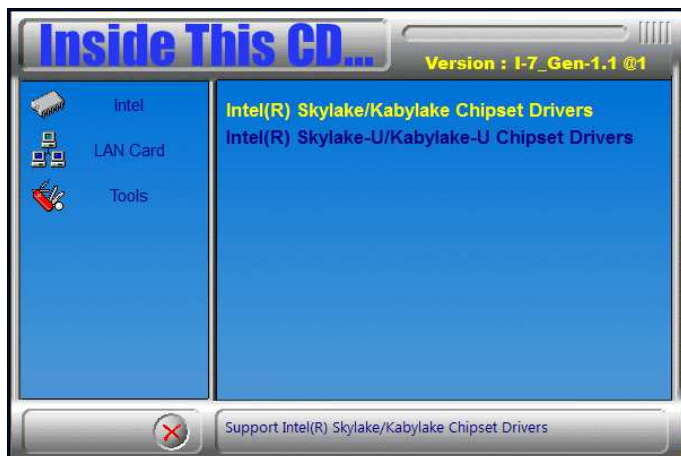 Inside This CD...
Version : I-7_Gen-1.1 @1
Intel
LAN Card
Tools
Intel(R) Skylake/Kabylake Chipset Drivers
Intel(R) Skylake-U/Kabylake-U Chipset Drivers
Support Intel(R) Skylake/Kabylake Chipset Drivers